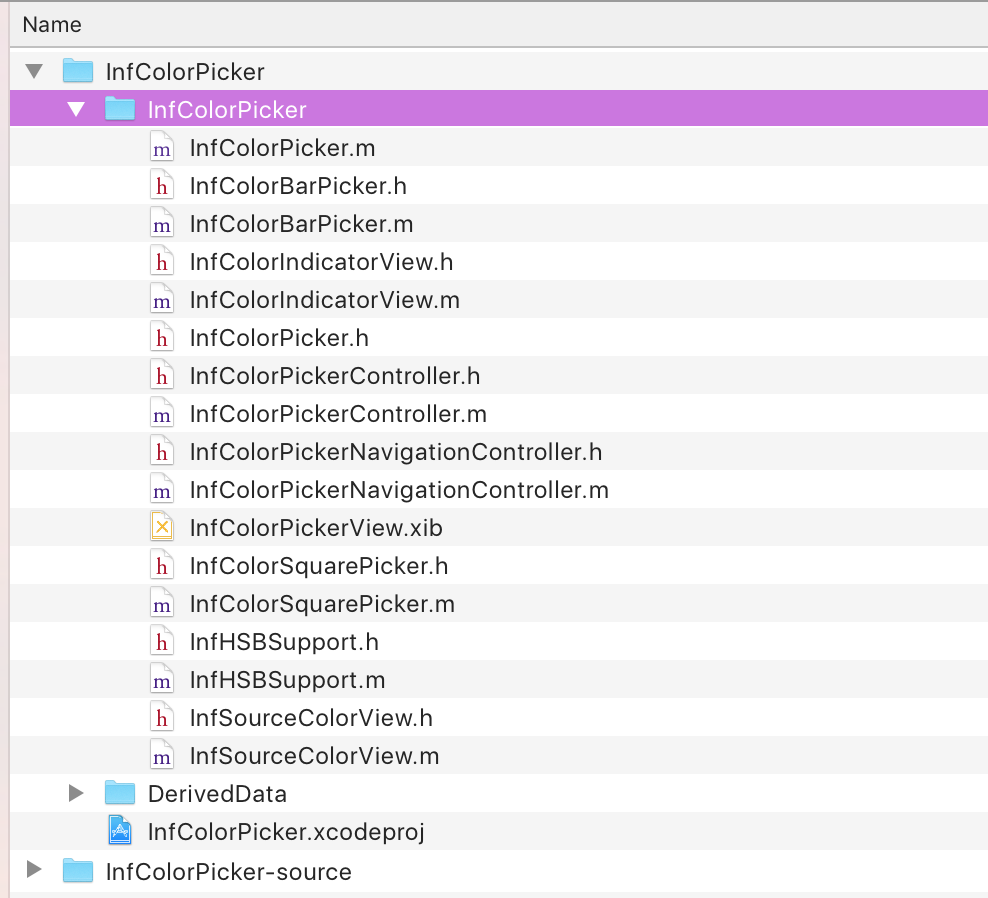 Name
InfColorPicker
InfColorPicker
m InfColorPicker.m
h InfColorBarPicker.h
m InfColorBarPicker.m
h InfColorIndicatorView.h
m InfColorIndicatorView.m
h InfColorPicker.h
h InfColorPickerController.h
m InfColorPickerController.m
h InfColorPickerNavigationController.h
m InfColorPickerNavigationController.m
InfColorPickerView.xib
h InfColorSquarePicker.h
m InfColorSquarePicker.m
h InfHSBSupport.h
m InfHSBSupport.m
h InfSourceColorView.h
m InfSourceColorView.m
DerivedData
InfColorPicker.xcodeproj
InfColorPicker-source